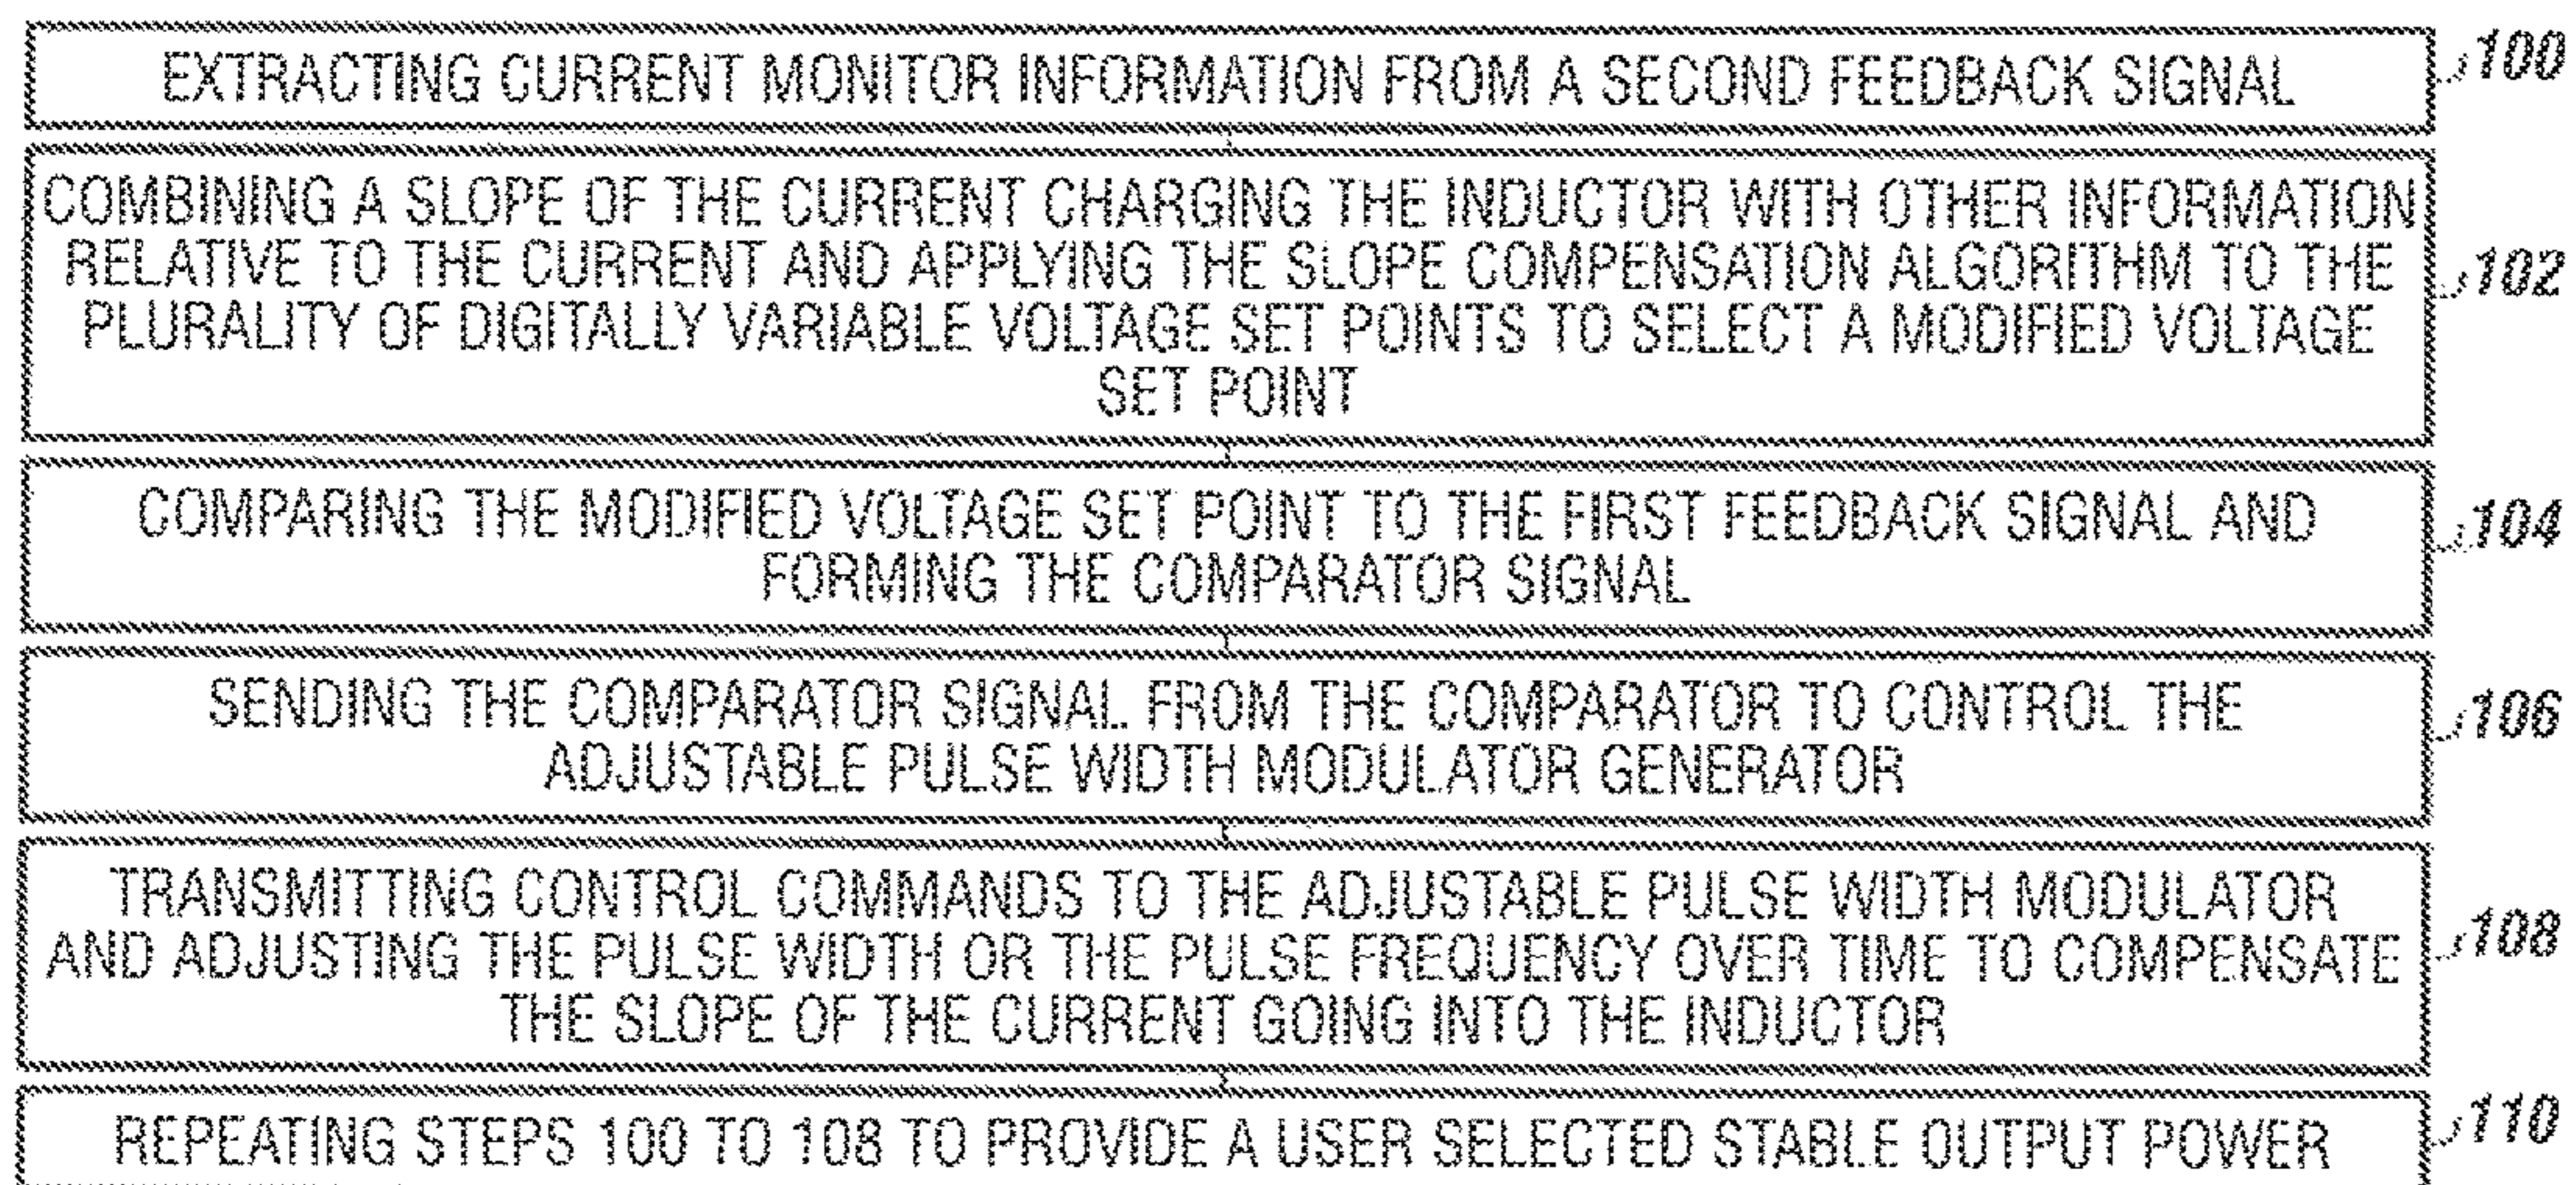 EXTRACTING CURRENT MONITOR INFORMATION FROM A SECOND FEEDBACK SIGNAL
100
COMBINING A SLOPE OF THE CURRENT CHARGING THE INDUCTOR WITH OTHER INFORMATION
RELATIVE TO THE CURRENT AND APPLYING THE SLOPE COMPENSATION ALGORITHM TO THE
PLURALITY OF DIGITALLY VARIABLE VOLTAGE SET POINTS TO SELECT A MODIFIED VOLTAGE
SET POINT
102
COMPARING THE MODIFIED VOLTAGE SET POINT TO THE FIRST FEEDBACK SIGNAL AND
FORMING THE COMPARATOR SIGNAL
104
SENDING THE COMPARATOR SIGNAL FROM THE COMPARATOR TO CONTROL THE
ADJUSTABLE PULSE WIDTH MODULATOR GENERATOR
106
TRANSMITTING CONTROL COMMANDS TO THE ADJUSTABLE PULSE WIDTH MODULATOR
AND ADJUSTING THE PULSE WIDTH OR THE PULSE FREQUENCY OVER TIME TO COMPENSATE
THE SLOPE OF THE CURRENT GOING INTO THE INDUCTOR
108
REPEATING STEPS 100 TO 108 TO PROVIDE A USER SELECTED STABLE OUTPUT POWER
110